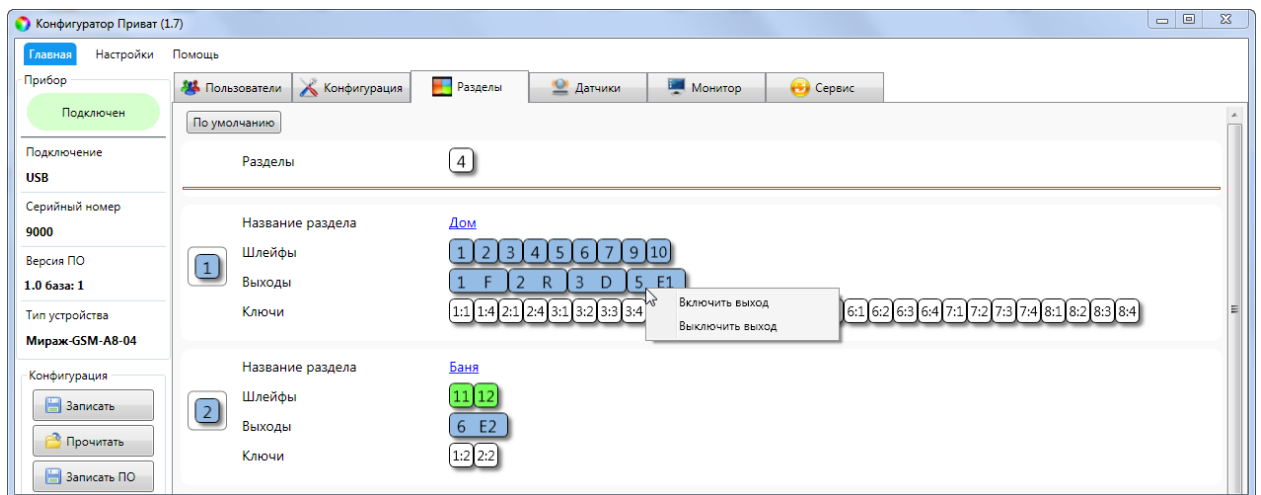 Конфигуратор Приват (1.7)
Главная Настройки Помощь
Прибор
Подключен
Подключение
USB
Серийный номер
9000
Версия ПО
1.0 база: 1
Тип устройства
Мираж-GSM-A8-04
Конфигурация
Записать
Прочитать
Записать ПО
Пользователи Конфигурация Разделы Датчики Монитор Сервис
По умолчанию
Разделы 4
1
Название раздела Дом
Шлейфы 1 2 3 4 5 6 7 9 10
Выходы 1 F 2 R 3 D 5 E1
Ключи 1:1 1:4 2:1 2:4 3:1 3:2 3:3 3:4 6:1 6:2 6:3 6:4 7:1 7:2 7:3 7:4 8:1 8:2 8:3 8:4
Включить выход
Выключить выход
2
Название раздела Баня
Шлейфы 11 12
Выходы 6 E2
Ключи 1:2 2:2